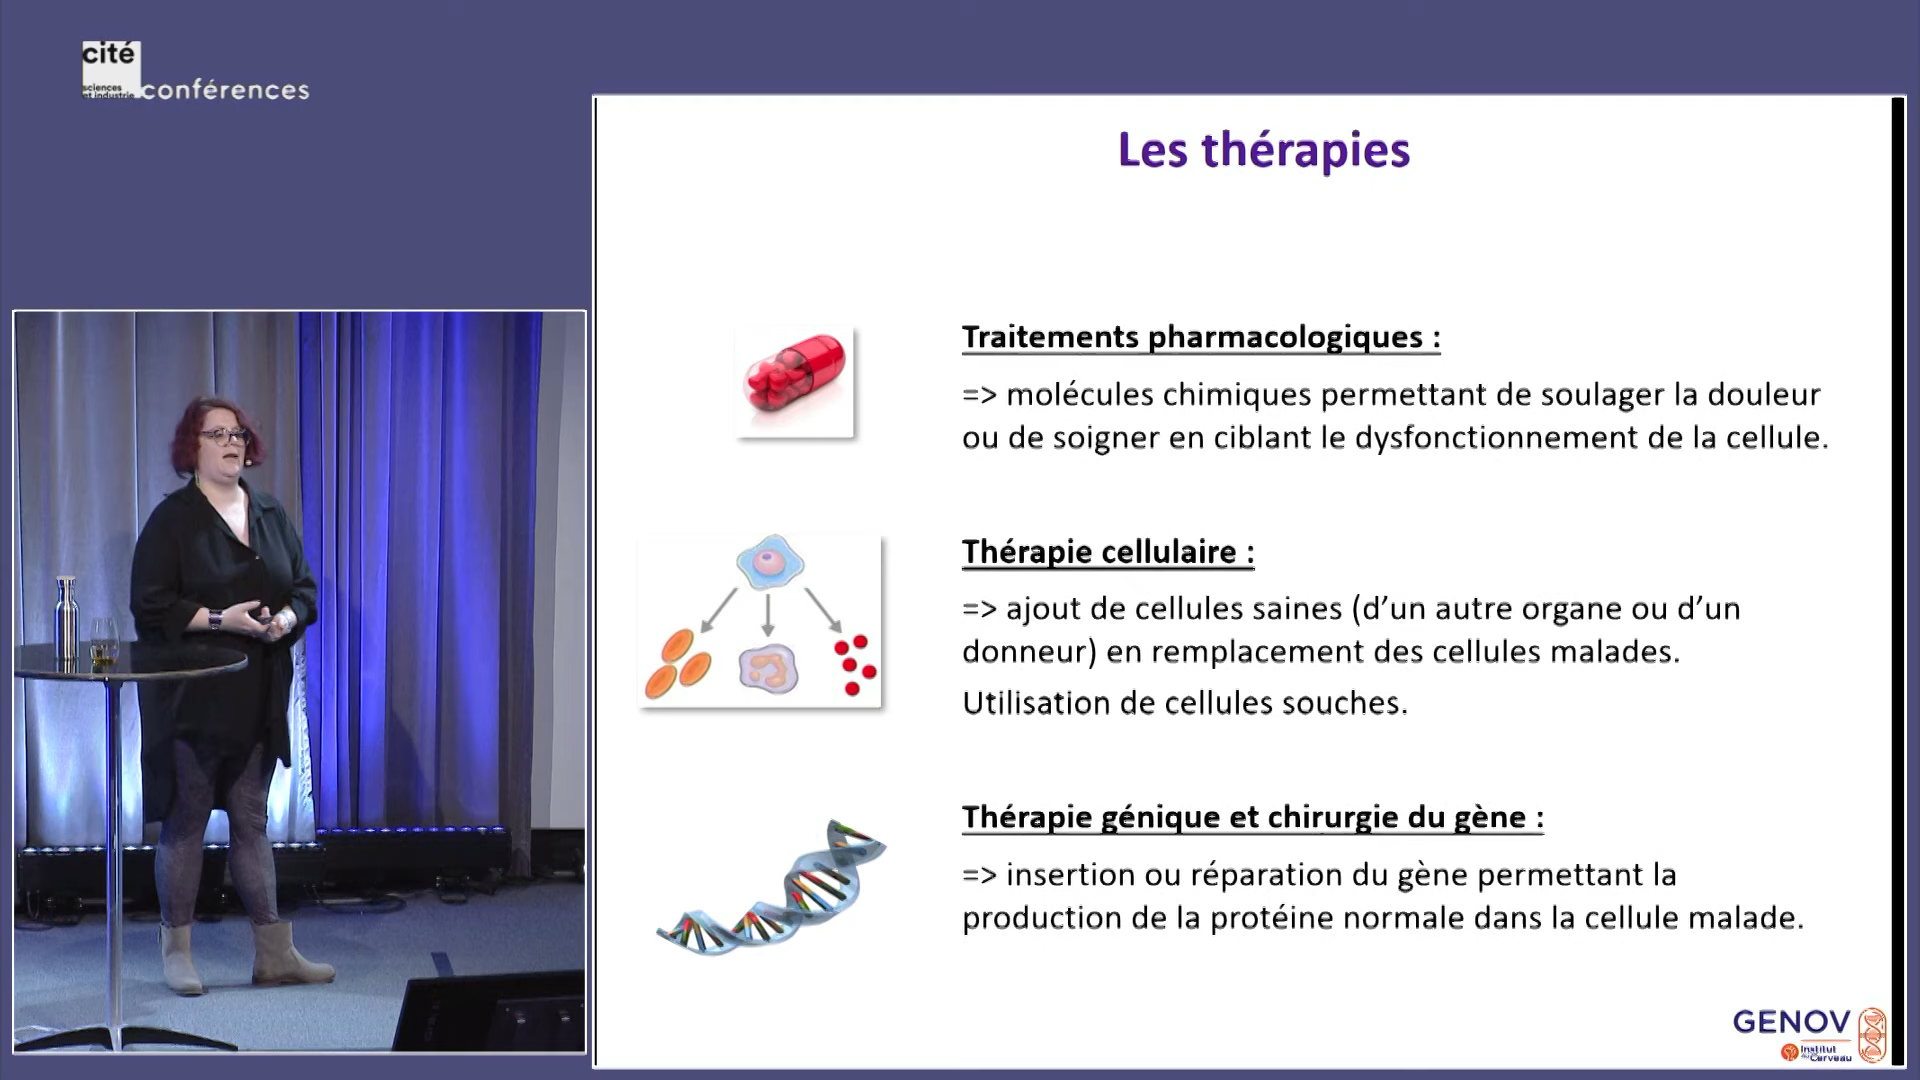 cité
sciences
et industrie
conférences
Les thérapies
Traitements pharmacologiques :
=> molécules chimiques permettant de soulager la douleur
ou de soigner en ciblant le dysfonctionnement de la cellule.
Thérapie cellulaire :
=> ajout de cellules saines (d’un autre organe ou d’un
donneur) en remplacement des cellules malades.
Utilisation de cellules souches.
Thérapie génique et chirurgie du gène :
=> insertion ou réparation du gène permettant la
production de la protéine normale dans la cellule malade.
GENOV
Institut
du Cerveau